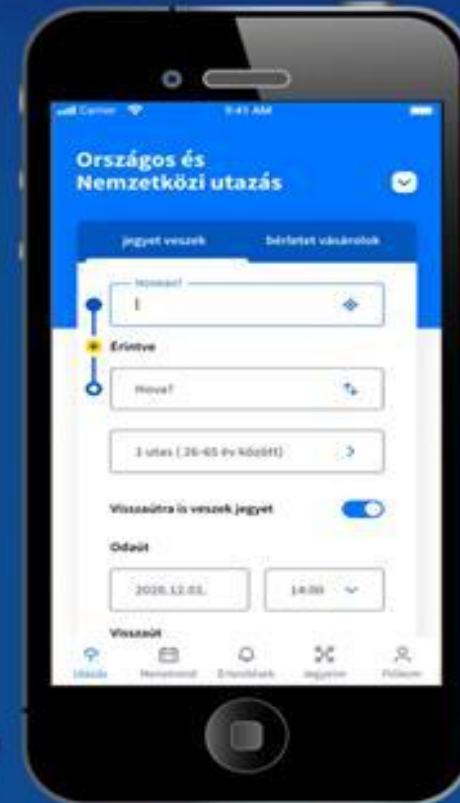 Carrier 9:41 AM
Országos és
Nemzetközi utazás
jegyet veszek bérletet vásárolok
Honnan?
Érintve
Hova?
1 utas ( 26-65 év között)
Visszaútra is veszek jegyet
Odaút
2020.12.01. 14:00
Visszaút
Utazás Menetrend Értesítések Jegyeim Fiókom